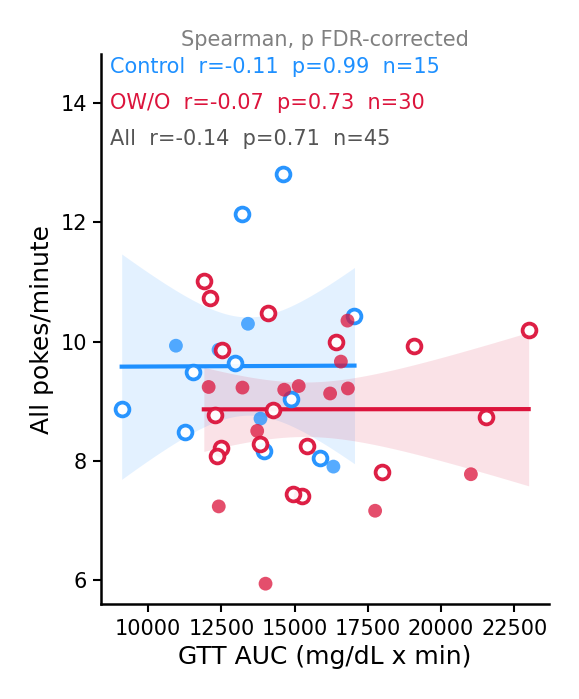 Spearman, p FDR-corrected
Control  r=-0.11  p=0.99  n=15
OW/O  r=-0.07  p=0.73  n=30
All  r=-0.14  p=0.71  n=45
All pokes/minute
14
12
10
8
6
10000 12500 15000 17500 20000 22500
GTT AUC (mg/dL x min)